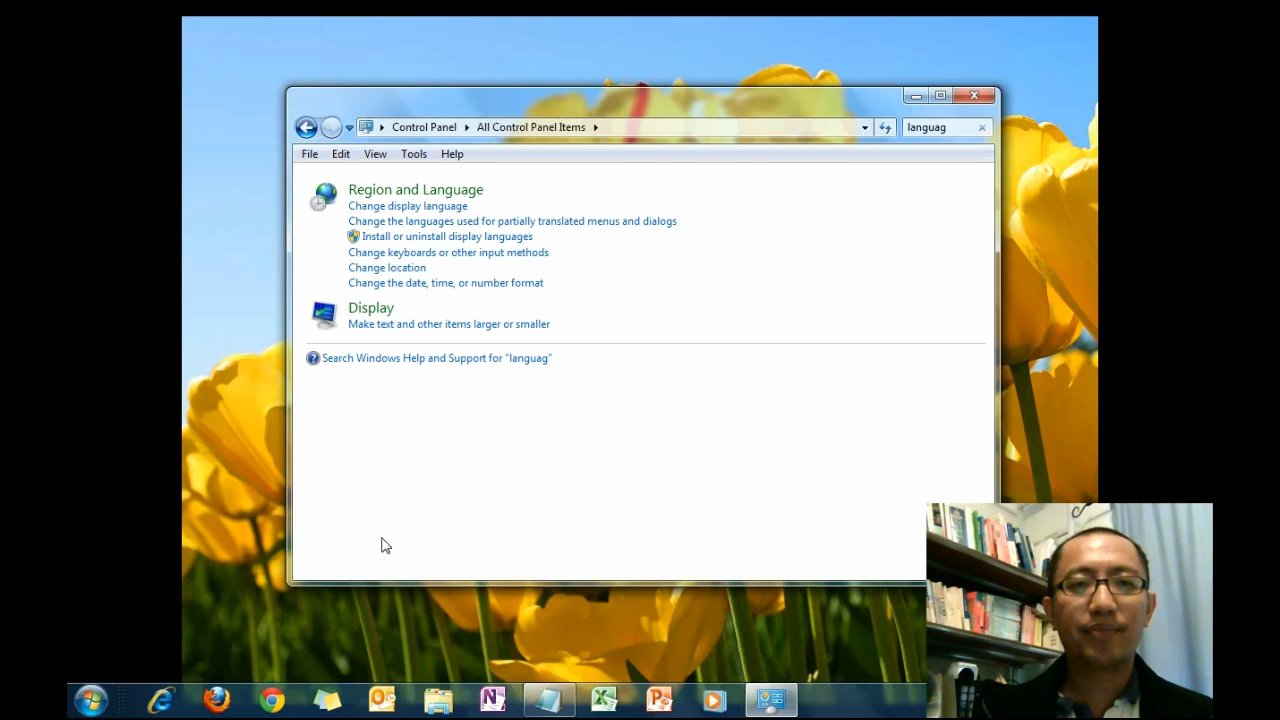 Control Panel All Control Panel Items languag
File Edit View Tools Help
Region and Language
Change display language
Change the languages used for partially translated menus and dialogs
Install or uninstall display languages
Change keyboards or other input methods
Change location
Change the date, time, or number format
Display
Make text and other items larger or smaller
Search Windows Help and Support for "languag"